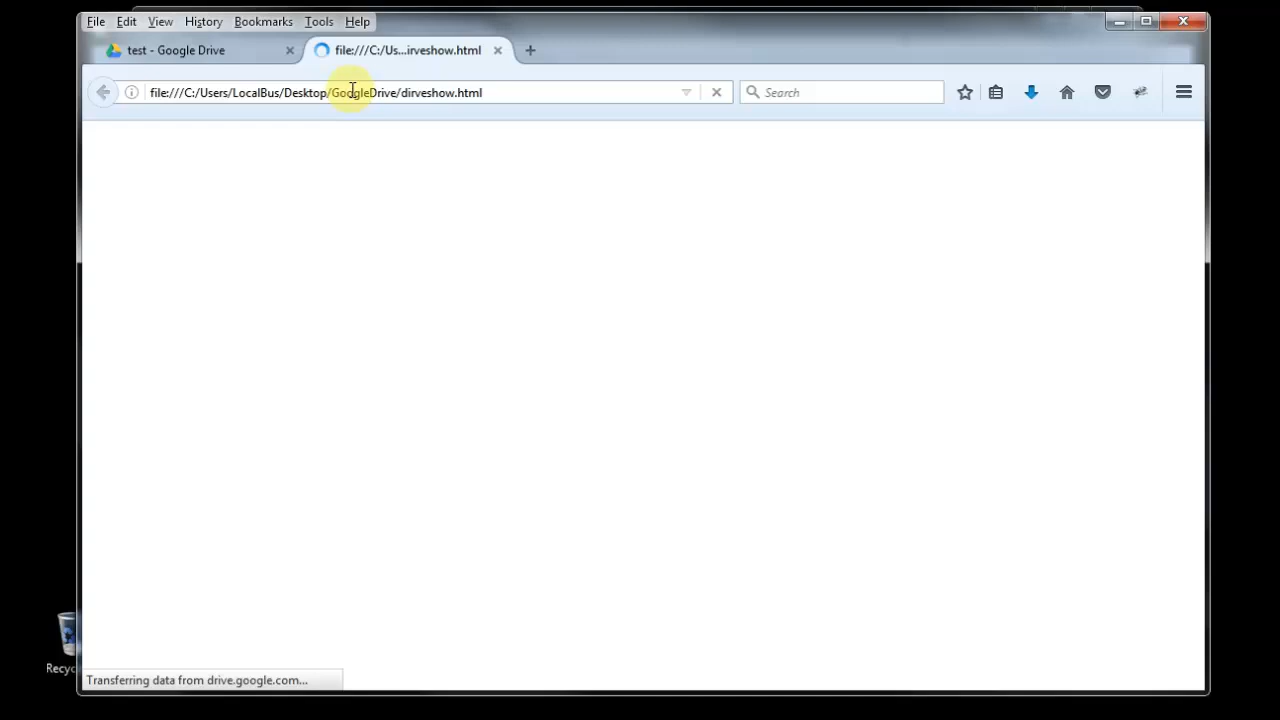 File Edit View History Bookmarks Tools Help
test - Google Drive
file:///C:/Us...irveshow.html
file:///C:/Users/LocalBus/Desktop/GoogleDrive/dirveshow.html
Search
Recyc
Transferring data from drive.google.com...